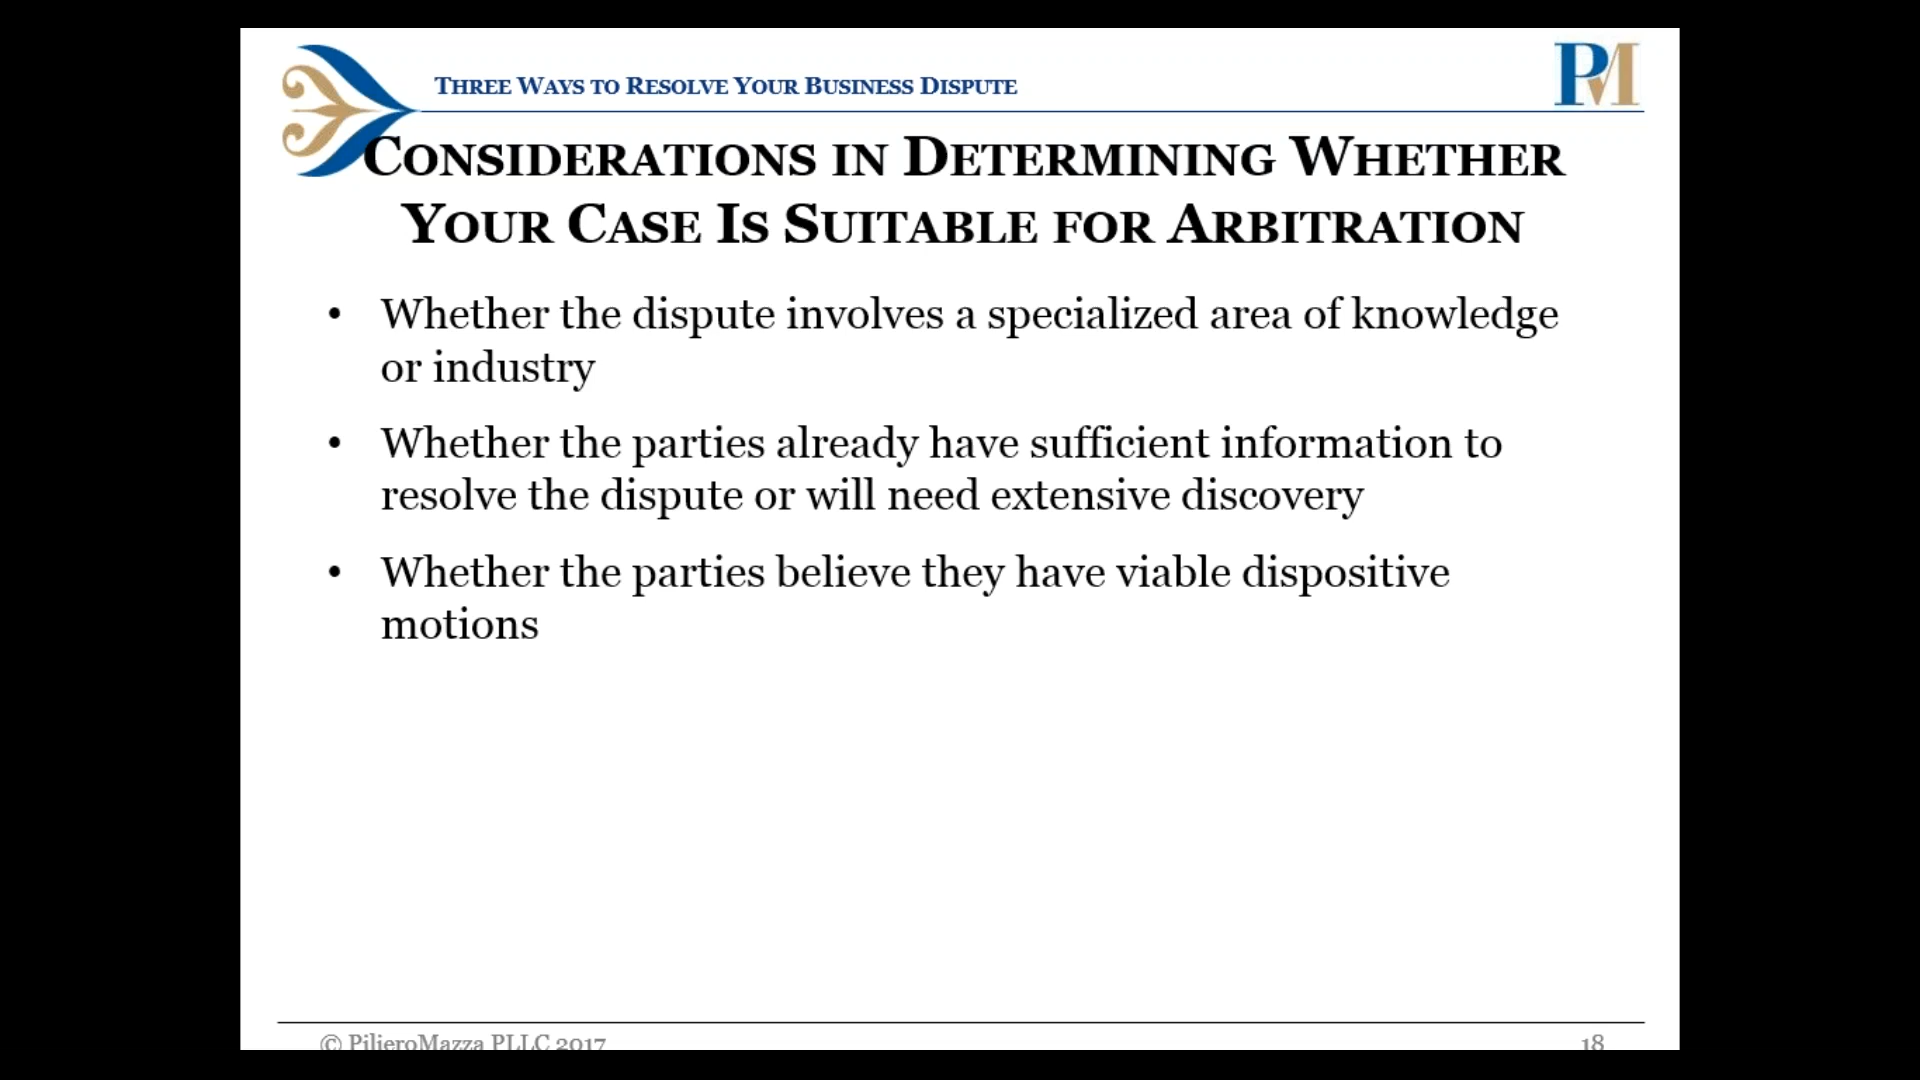 THREE WAYS TO RESOLVE YOUR BUSINESS DISPUTE
PM
CONSIDERATIONS IN DETERMINING WHETHER
YOUR CASE IS SUITABLE FOR ARBITRATION
• Whether the dispute involves a specialized area of knowledge
or industry
• Whether the parties already have sufficient information to
resolve the dispute or will need extensive discovery
• Whether the parties believe they have viable dispositive
motions
© PilieroMazza PLLC 2017
18